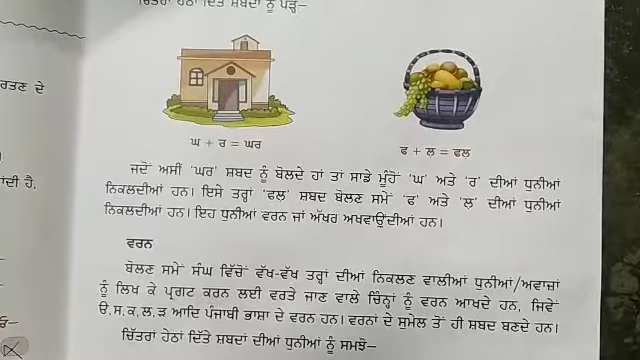 ਚਿੱਤਰਾਂ ਹੇਠਾਂ ਦਿੱਤੇ ਸ਼ਬਦਾਂ ਨੂੰ ਪੜ੍ਹੋ—
ਘ + ਰ = ਘਰ
ਫ + ਲ = ਫਲ
ਜਦੋਂ ਅਸੀਂ 'ਘਰ' ਸ਼ਬਦ ਨੂੰ ਬੋਲਦੇ ਹਾਂ ਤਾਂ ਸਾਡੇ ਮੂੰਹੋਂ 'ਘ' ਅਤੇ 'ਰ' ਦੀਆਂ ਧੁਨੀਆਂ
ਨਿਕਲਦੀਆਂ ਹਨ। ਇਸੇ ਤਰ੍ਹਾਂ 'ਫਲ' ਸ਼ਬਦ ਬੋਲਣ ਸਮੇਂ 'ਫ' ਅਤੇ 'ਲ' ਦੀਆਂ ਧੁਨੀਆਂ
ਨਿਕਲਦੀਆਂ ਹਨ। ਇਹ ਧੁਨੀਆਂ ਵਰਨ ਜਾਂ ਅੱਖਰ ਅਖਵਾਉਂਦੀਆਂ ਹਨ।
ਵਰਨ
ਬੋਲਣ ਸਮੇਂ ਸੰਘ ਵਿੱਚੋਂ ਵੱਖ-ਵੱਖ ਤਰ੍ਹਾਂ ਦੀਆਂ ਨਿਕਲਣ ਵਾਲੀਆਂ ਧੁਨੀਆਂ/ਅਵਾਜ਼ਾਂ
ਨੂੰ ਲਿਖ ਕੇ ਪ੍ਰਗਟ ਕਰਨ ਲਈ ਵਰਤੇ ਜਾਣ ਵਾਲੇ ਚਿੰਨ੍ਹਾਂ ਨੂੰ ਵਰਨ ਆਖਦੇ ਹਨ, ਜਿਵੇਂ
ੳ, ਸ, ਕ, ਲ, ੜ ਆਦਿ ਪੰਜਾਬੀ ਭਾਸ਼ਾ ਦੇ ਵਰਨ ਹਨ। ਵਰਨਾਂ ਦੇ ਸੁਮੇਲ ਤੋਂ ਹੀ ਸ਼ਬਦ ਬਣਦੇ ਹਨ।
ਚਿੱਤਰਾਂ ਹੇਠਾਂ ਦਿੱਤੇ ਸ਼ਬਦਾਂ ਦੀਆਂ ਧੁਨੀਆਂ ਨੂੰ ਸਮਝੋ—